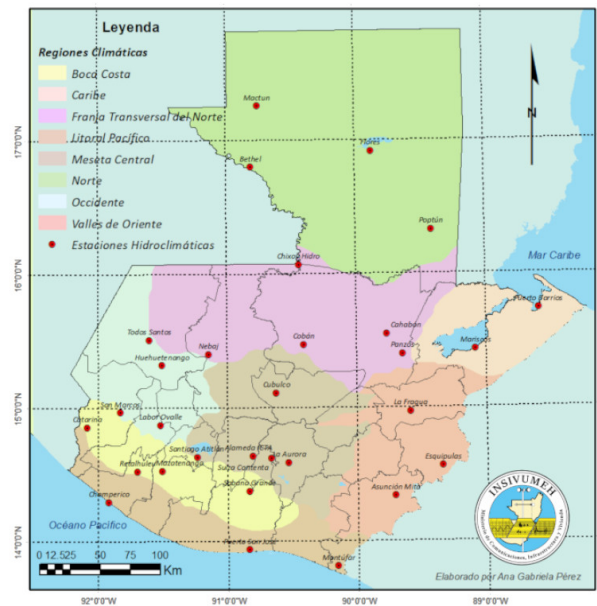 Leyenda
Regiones Climáticas
Boca Costa
Caribe
Franja Transversal del Norte
Litoral Pacífico
Meseta Central
Norte
Occidente
Valles de Oriente
Estaciones Hidroclimáticas
N
17°0'0"N
16°0'0"N
15°0'0"N
14°0'0"N
Mactun
Flores
Bethel
Poptún
Chixoy Hidro
Mar Caribe
Puerto Barrios
Todos Santos
Cahabón
Cobán
Mariscos
Nebaj
Panzós
Huehuetenango
Cubulco
San Marcos
La Fragua
Catarina
Labor Ovalle
Santiago Atitlán
Alameda ICTA
La Aurora
Esquipulas
Retalhuleu
Mazatenango
Suiza Contenta
Sabana Grande
Asunción Mita
Champerico
Océano Pacífico
Puerto San José
Montúfar
INSIVUMEH
0 12.525 50 75 100
Km
Elaborado por Ana Gabriela Pérez
92°0'0"W
91°0'0"W
90°0'0"W
89°0'0"W